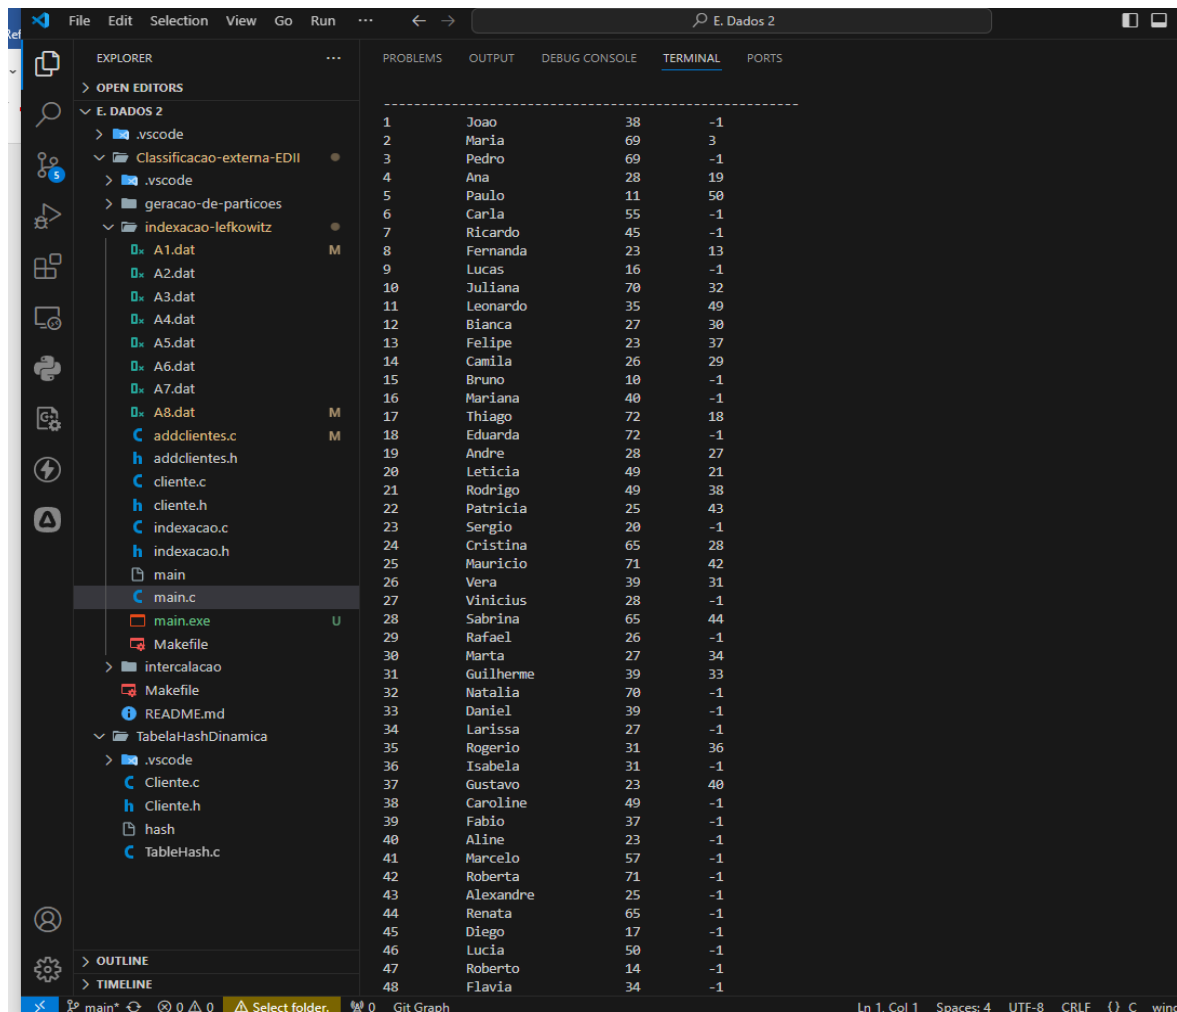 Ref
File Edit Selection View Go Run ··· ← → E. Dados 2
EXPLORER ···
OPEN EDITORS
E. DADOS 2
.vscode
Classificacao-externa-EDII
.vscode
geracao-de-particoes
indexacao-lefkowitz
A1.dat M
A2.dat
A3.dat
A4.dat
A5.dat
A6.dat
A7.dat
A8.dat M
addclientes.c M
addclientes.h
cliente.c
cliente.h
indexacao.c
indexacao.h
main
main.c
main.exe U
Makefile
intercalacao
Makefile
README.md
TabelaHashDinamica
.vscode
Cliente.c
Cliente.h
hash
TableHash.c
OUTLINE
TIMELINE
5
PROBLEMS OUTPUT DEBUG CONSOLE TERMINAL PORTS
-------------------------------------------------------
1 Joao 38 -1
2 Maria 69 3
3 Pedro 69 -1
4 Ana 28 19
5 Paulo 11 50
6 Carla 55 -1
7 Ricardo 45 -1
8 Fernanda 23 13
9 Lucas 16 -1
10 Juliana 70 32
11 Leonardo 35 49
12 Bianca 27 30
13 Felipe 23 37
14 Camila 26 29
15 Bruno 10 -1
16 Mariana 40 -1
17 Thiago 72 18
18 Eduarda 72 -1
19 Andre 28 27
20 Leticia 49 21
21 Rodrigo 49 38
22 Patricia 25 43
23 Sergio 20 -1
24 Cristina 65 28
25 Mauricio 71 42
26 Vera 39 31
27 Vinicius 28 -1
28 Sabrina 65 44
29 Rafael 26 -1
30 Marta 27 34
31 Guilherme 39 33
32 Natalia 70 -1
33 Daniel 39 -1
34 Larissa 27 -1
35 Rogerio 31 36
36 Isabela 31 -1
37 Gustavo 23 40
38 Caroline 49 -1
39 Fabio 37 -1
40 Aline 23 -1
41 Marcelo 57 -1
42 Roberta 71 -1
43 Alexandre 25 -1
44 Renata 65 -1
45 Diego 17 -1
46 Lucia 50 -1
47 Roberto 14 -1
48 Flavia 34 -1
main* 0 0 Select folder. 0 Git Graph Ln 1, Col 1 Spaces: 4 UTF-8 CRLF {} C winc